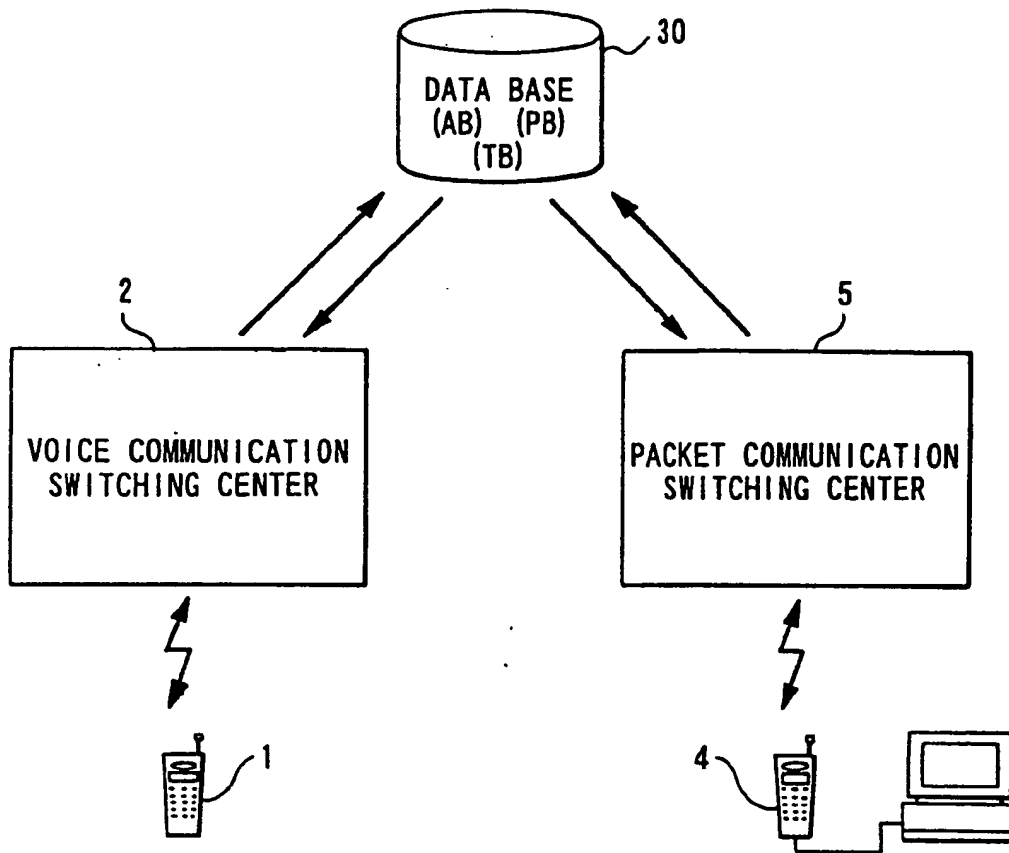 30
DATA BASE
(AB) (PB)
(TB)
2
5
VOICE COMMUNICATION
SWITCHING CENTER
PACKET COMMUNICATION
SWITCHING CENTER
1
4